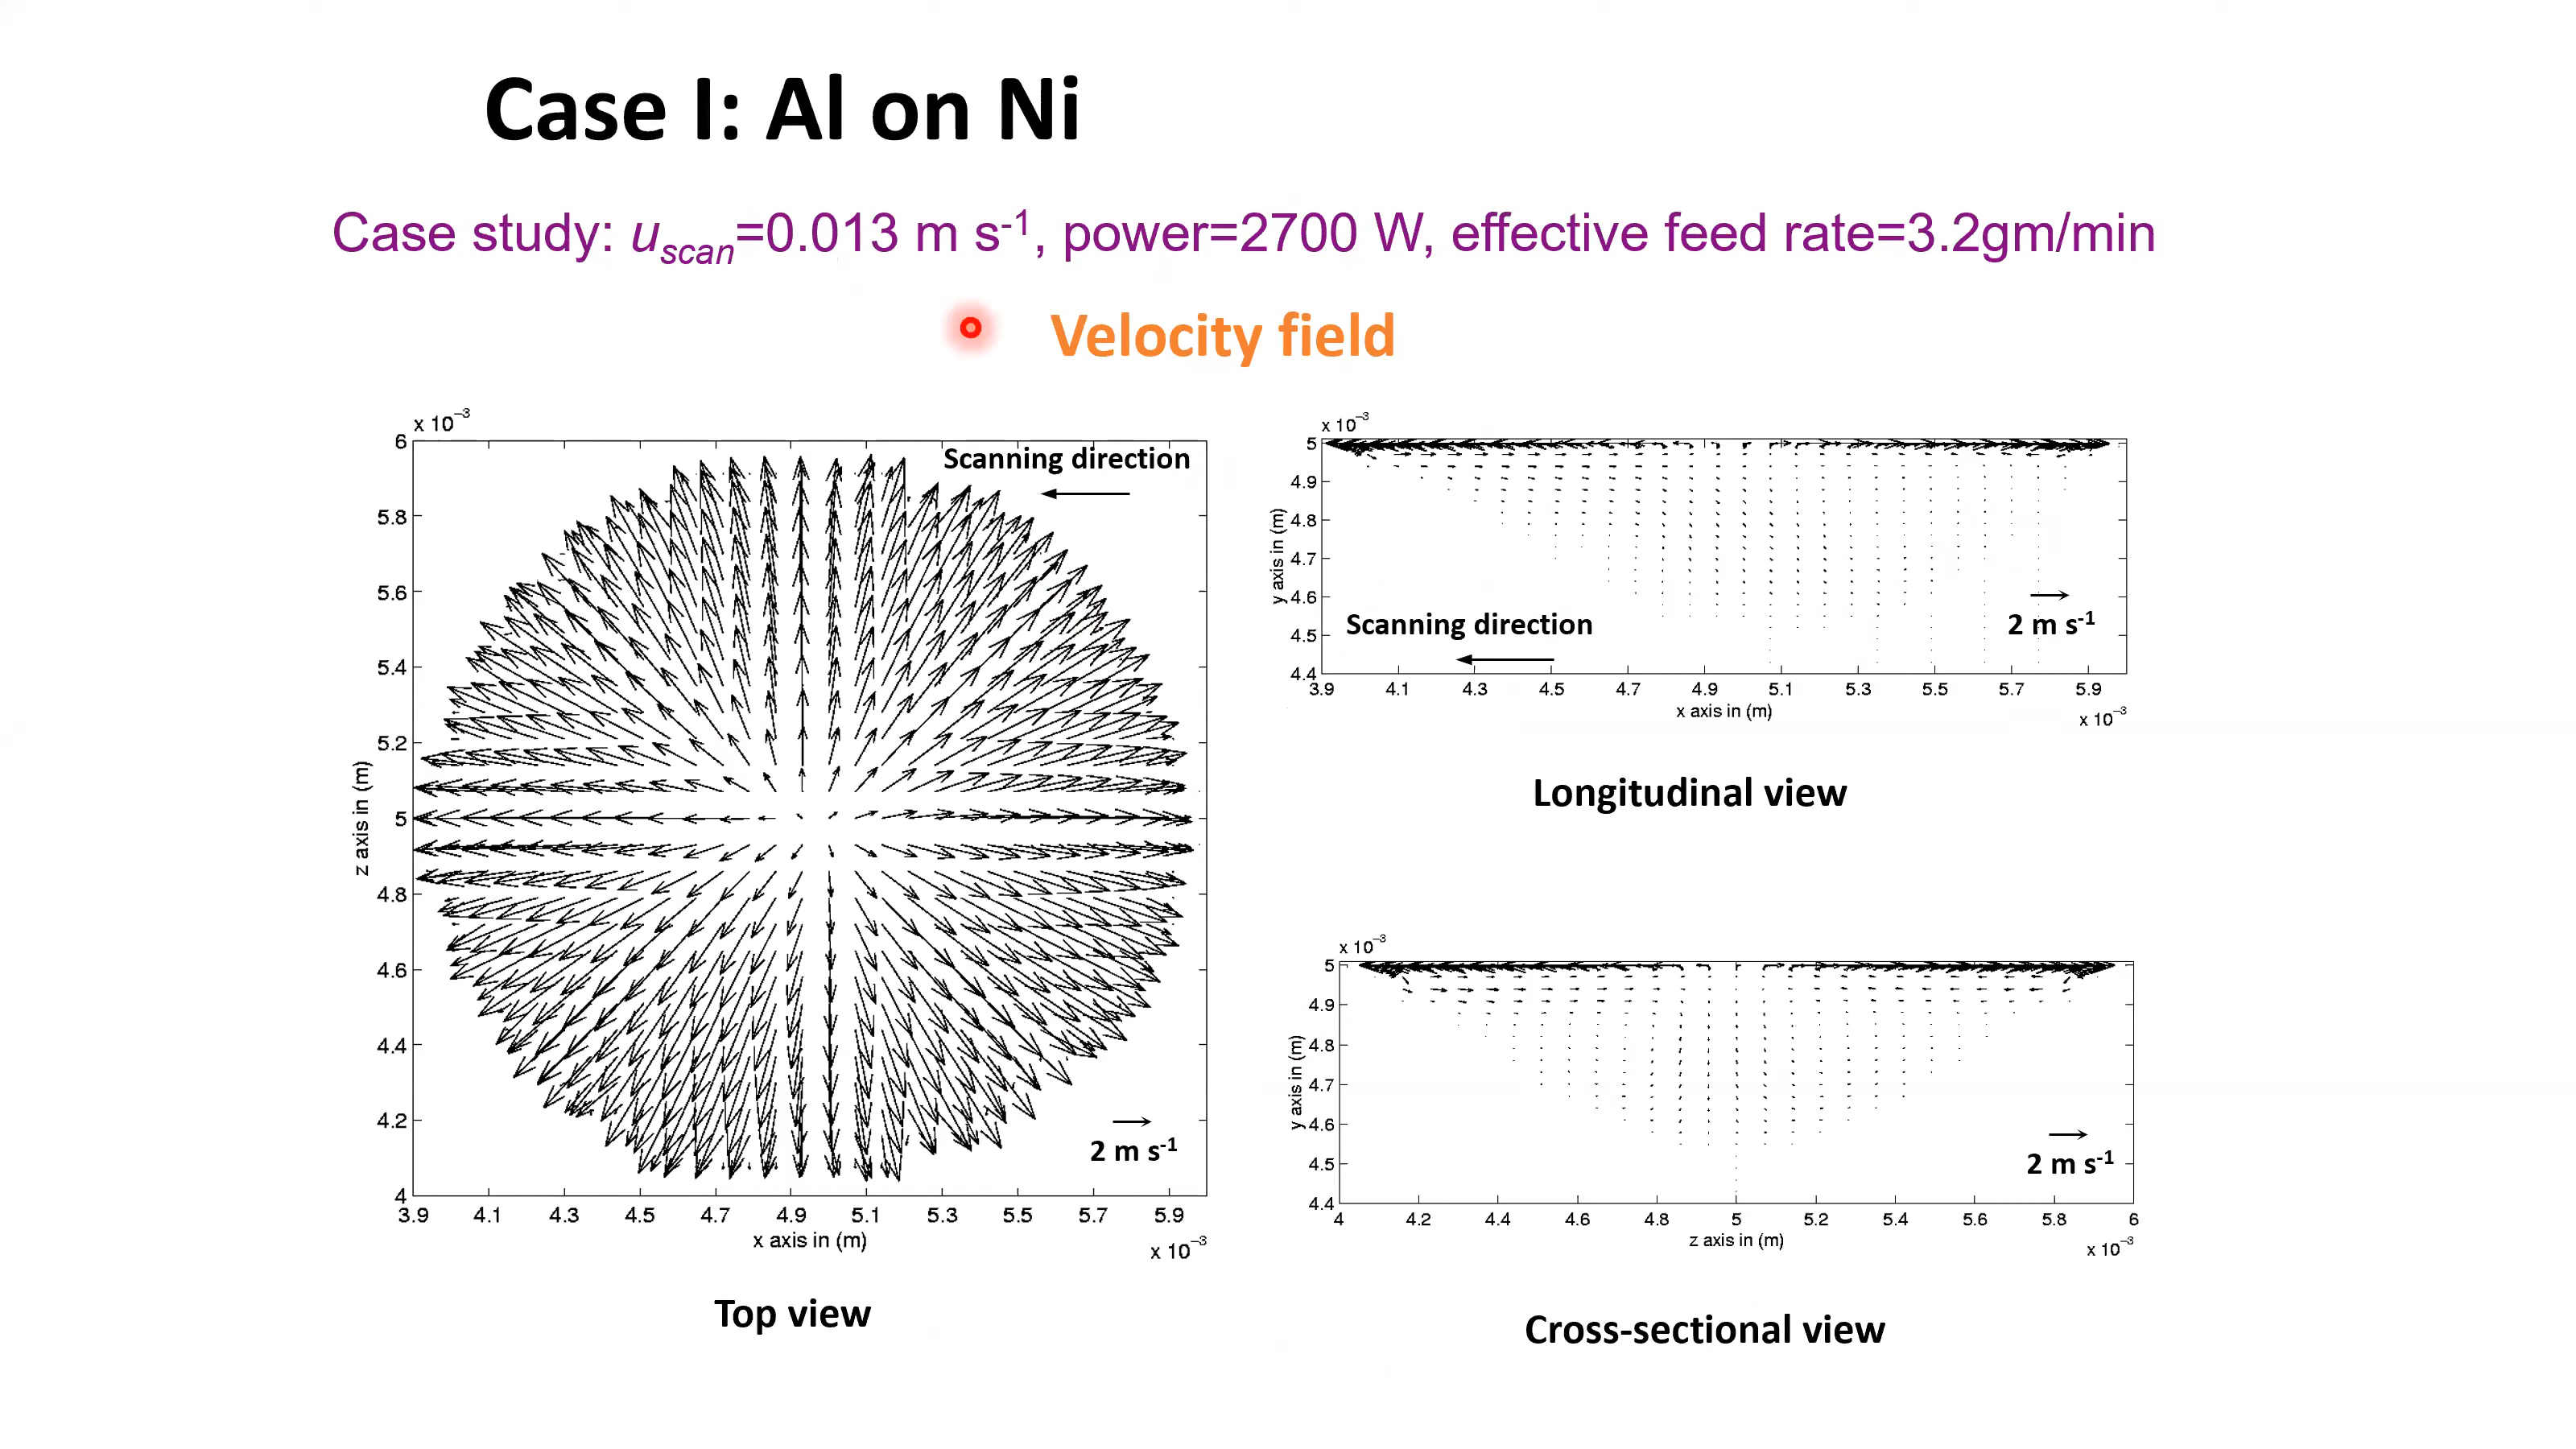 Case I: Al on Ni
Case study: uscan=0.013 m s-1, power=2700 W, effective feed rate=3.2gm/min
Velocity field
x 10−3
6
5.8
5.6
5.4
5.2
5
4.8
4.6
4.4
4.2
4
z axis in (m)
Scanning direction
2 m s-1
3.9 4.1 4.3 4.5 4.7 4.9 5.1 5.3 5.5 5.7 5.9
x axis in (m)
x 10−3
Top view
x 10−3
5
4.9
4.8
4.7
4.6
4.5
4.4
y axis in (m)
Scanning direction
2 m s-1
3.9 4.1 4.3 4.5 4.7 4.9 5.1 5.3 5.5 5.7 5.9
x axis in (m)
x 10−3
Longitudinal view
x 10−3
5
4.9
4.8
4.7
4.6
4.5
4.4
y axis in (m)
2 m s-1
4 4.2 4.4 4.6 4.8 5 5.2 5.4 5.6 5.8 6
z axis in (m)
x 10−3
Cross-sectional view